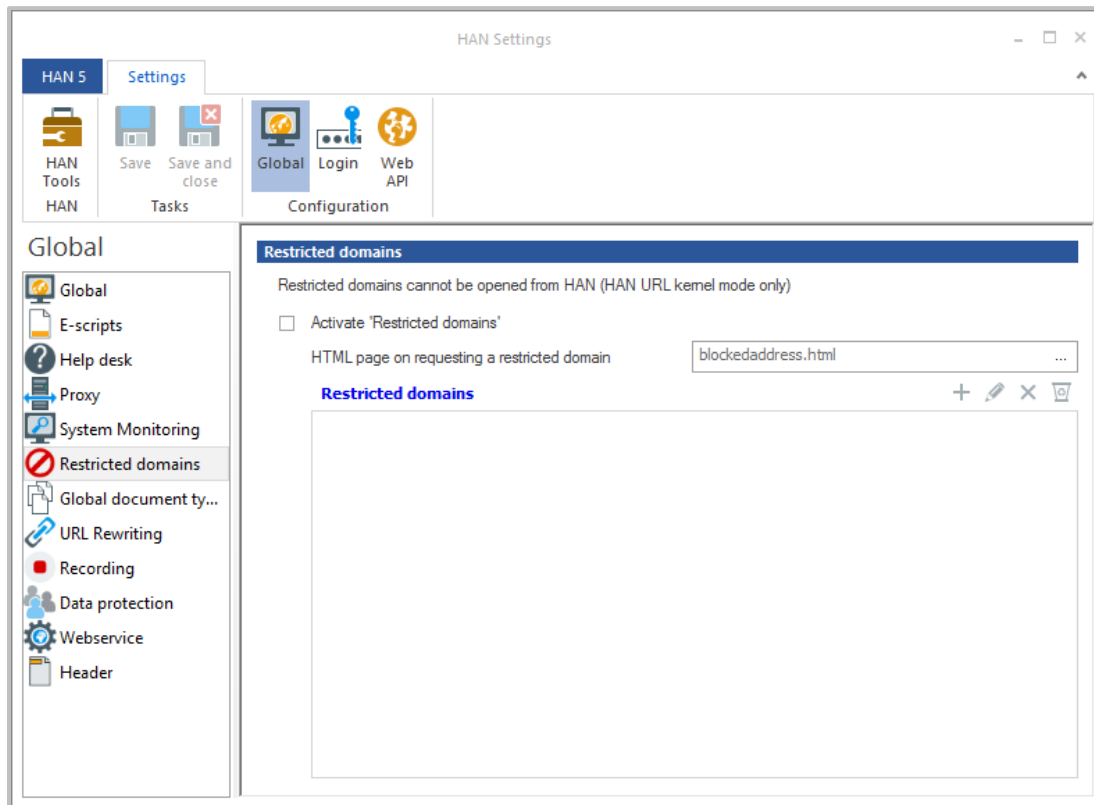 HAN Settings
HAN 5
Settings
HAN Tools
Save
Save and close
Global
Login
Web API
HAN
Tasks
Configuration
Global
Global
E-scripts
Help desk
Proxy
System Monitoring
Restricted domains
Global document ty...
URL Rewriting
Recording
Data protection
Webservice
Header
Restricted domains
Restricted domains cannot be opened from HAN (HAN URL kernel mode only)
Activate 'Restricted domains'
HTML page on requesting a restricted domain
blockedaddress.html
...
Restricted domains